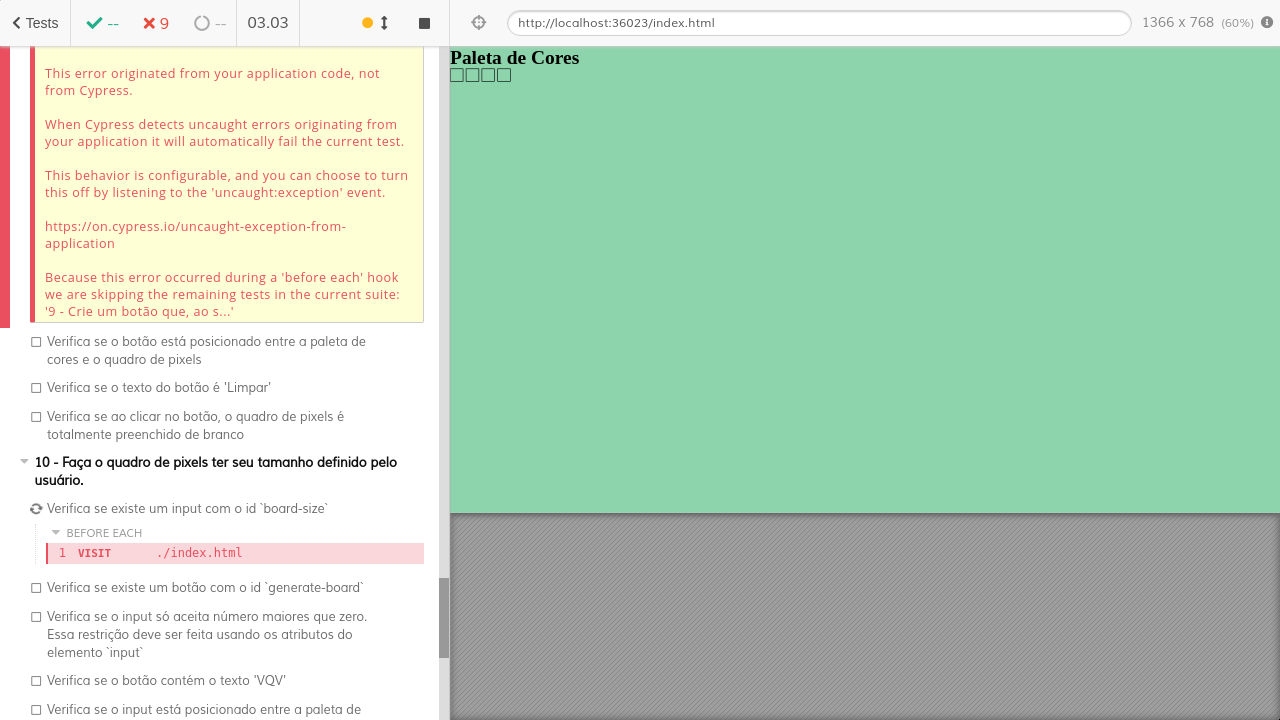 Tests
--
9
--
03.03
http://localhost:36023/index.html
1366 x 768 (60%)
This error originated from your application code, not
from Cypress.
When Cypress detects uncaught errors originating from
your application it will automatically fail the current test.
This behavior is configurable, and you can choose to turn
this off by listening to the 'uncaught:exception' event.
https://on.cypress.io/uncaught-exception-from-
application
Because this error occurred during a 'before each' hook
we are skipping the remaining tests in the current suite:
'9 - Crie um botão que, ao s...'
Verifica se o botão está posicionado entre a paleta de
cores e o quadro de pixels
Verifica se o texto do botão é 'Limpar'
Verifica se ao clicar no botão, o quadro de pixels é
totalmente preenchido de branco
10 - Faça o quadro de pixels ter seu tamanho definido pelo
usuário.
Verifica se existe um input com o id `board-size`
BEFORE EACH
1 VISIT ./index.html
Verifica se existe um botão com o id `generate-board`
Verifica se o input só aceita número maiores que zero.
Essa restrição deve ser feita usando os atributos do
elemento `input`
Verifica se o botão contém o texto 'VQV'
Verifica se o input está posicionado entre a paleta de
Paleta de Cores